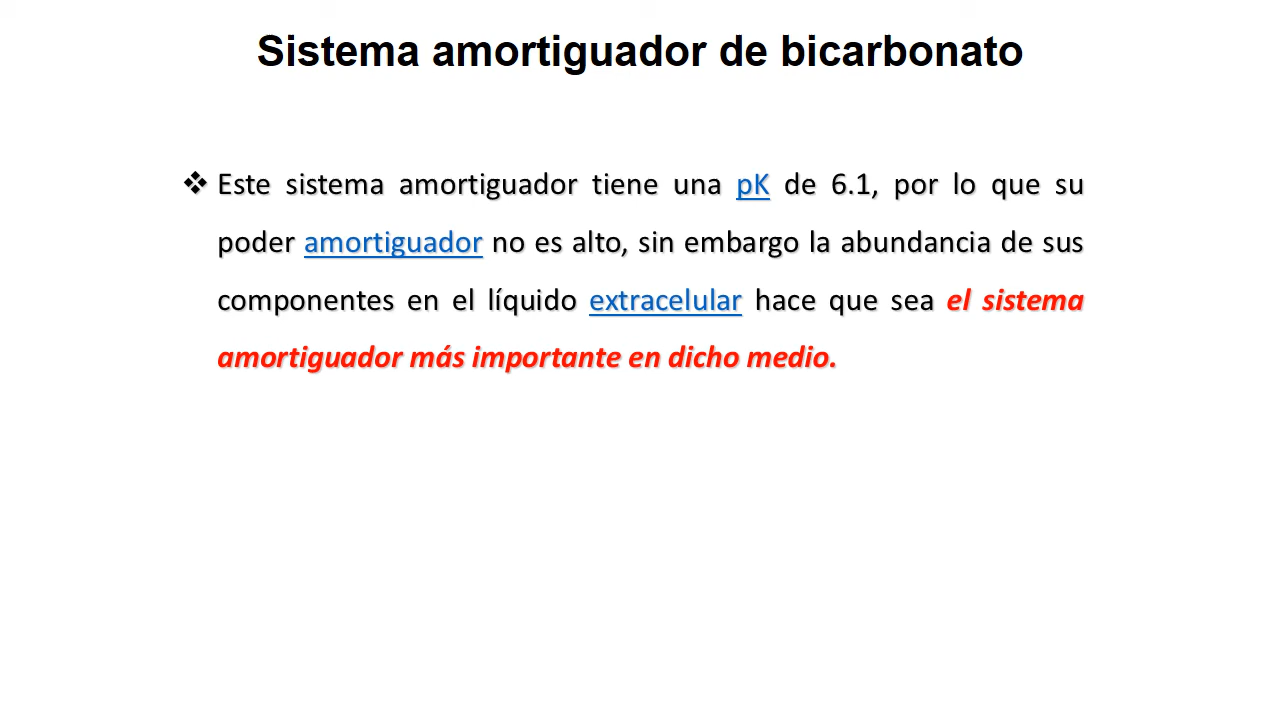 Sistema amortiguador de bicarbonato
❖ Este sistema amortiguador tiene una pK de 6.1, por lo que su
poder amortiguador no es alto, sin embargo la abundancia de sus
componentes en el líquido extracelular hace que sea el sistema
amortiguador más importante en dicho medio.